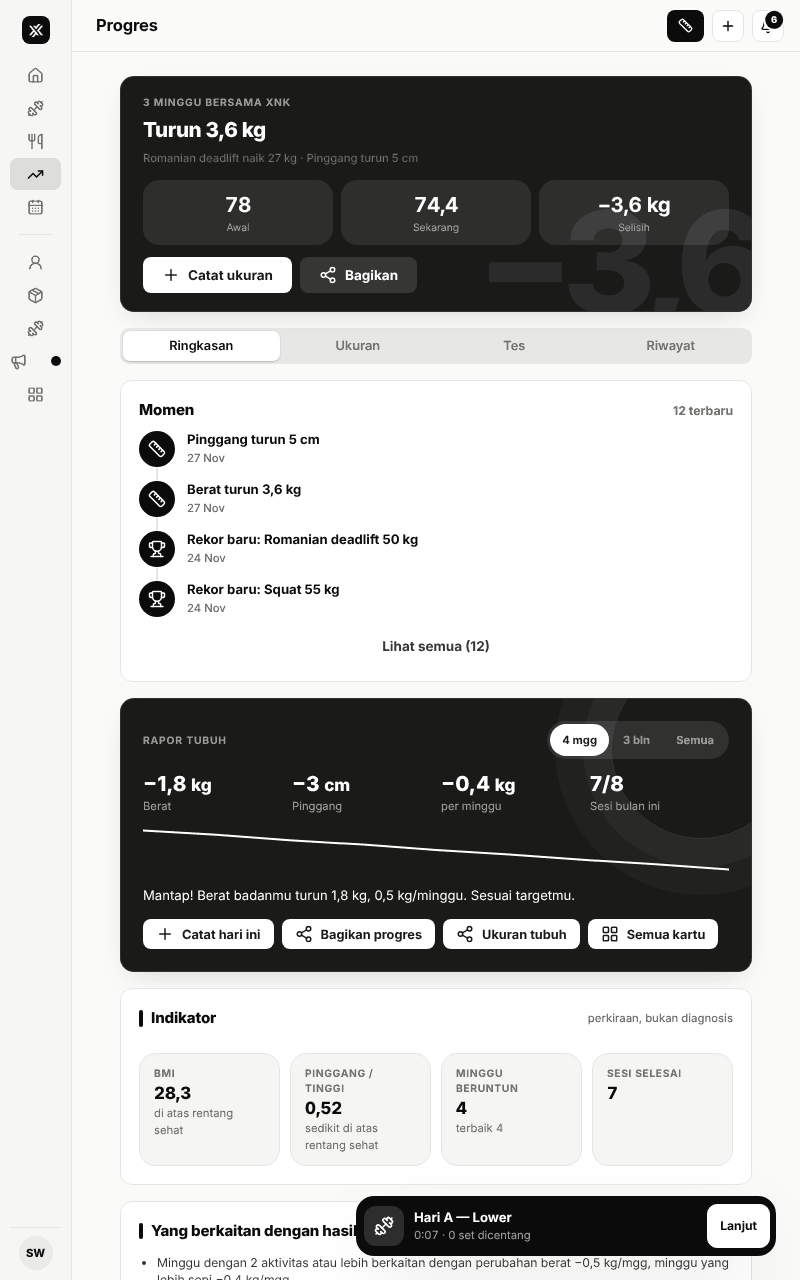 Progres
6
3 MINGGU BERSAMA XNK
Turun 3,6 kg
Romanian deadlift naik 27 kg · Pinggang turun 5 cm
78
Awal
74,4
Sekarang
−3,6 kg
Selisih
−3,6
Catat ukuran
Bagikan
Ringkasan
Ukuran
Tes
Riwayat
Momen
12 terbaru
Pinggang turun 5 cm
27 Nov
Berat turun 3,6 kg
27 Nov
Rekor baru: Romanian deadlift 50 kg
24 Nov
Rekor baru: Squat 55 kg
24 Nov
Lihat semua (12)
RAPOR TUBUH
4 mgg
3 bln
Semua
−1,8 kg
Berat
−3 cm
Pinggang
−0,4 kg
per minggu
7/8
Sesi bulan ini
Mantap! Berat badanmu turun 1,8 kg, 0,5 kg/minggu. Sesuai targetmu.
Catat hari ini
Bagikan progres
Ukuran tubuh
Semua kartu
Indikator
perkiraan, bukan diagnosis
BMI
28,3
di atas rentang
sehat
PINGGANG /
TINGGI
0,52
sedikit di atas
rentang sehat
MINGGU
BERUNTUN
4
terbaik 4
SESI SELESAI
7
Yang berkaitan dengan hasil
Hari A — Lower
0:07 · 0 set dicentang
Lanjut
SW
• Minggu dengan 2 aktivitas atau lebih berkaitan dengan perubahan berat −0,5 kg/mgg, minggu yang
lebih sepi −0,4 kg/mgg.